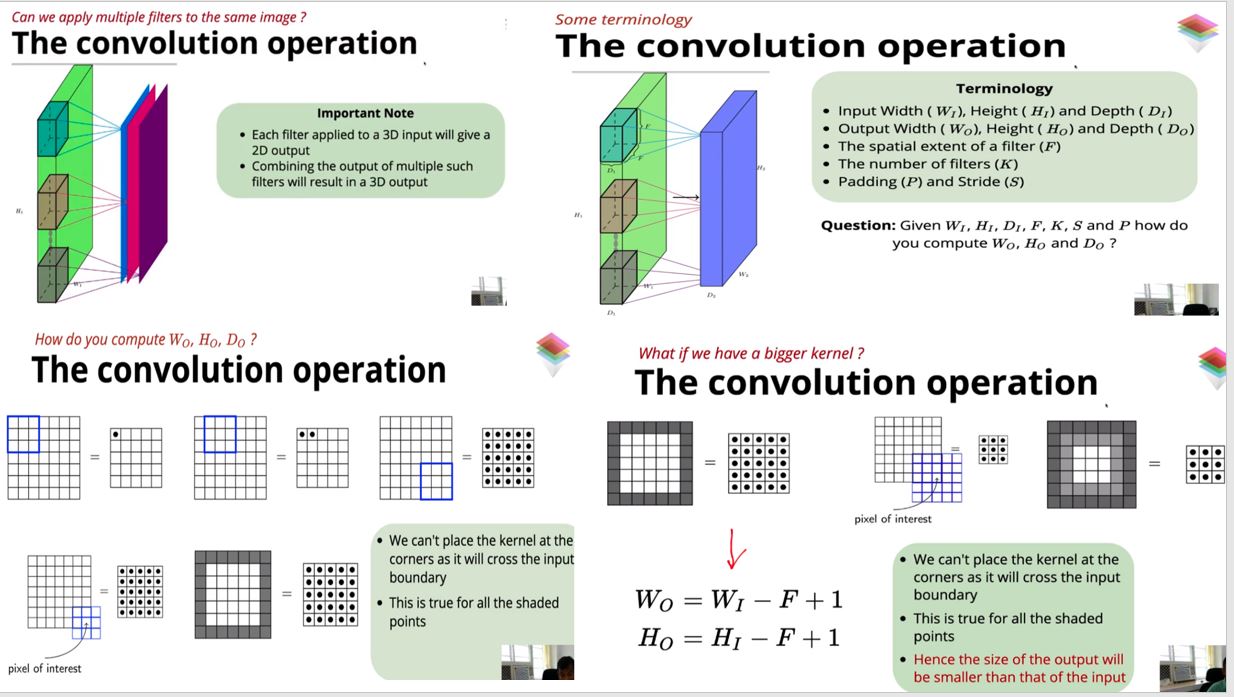 Can we apply multiple filters to the same image ?
The convolution operation
Important Note
• Each filter applied to a 3D input will give a
2D output
• Combining the output of multiple such
filters will result in a 3D output
H₁
W₁
Some terminology
The convolution operation
Terminology
• Input Width ( W_I), Height ( H_I) and Depth ( D_I)
• Output Width ( W_O), Height ( H_O) and Depth ( D_O)
• The spatial extent of a filter (F)
• The number of filters (K)
• Padding (P) and Stride (S)
Question: Given W_I, H_I, D_I, F, K, S and P how do
you compute W_O, H_O and D_O ?
F
F
D₁
H₁
W₁
D₁
H₂
W₂
D₂
How do you compute W_O, H_O, D_O ?
The convolution operation
=
=
=
=
=
pixel of interest
• We can't place the kernel at the
corners as it will cross the input
boundary
• This is true for all the shaded
points
What if we have a bigger kernel ?
The convolution operation
=
=
=
pixel of interest
W_O = W_I − F + 1
H_O = H_I − F + 1
• We can't place the kernel at the
corners as it will cross the input
boundary
• This is true for all the shaded
points
• Hence the size of the output will
be smaller than that of the input